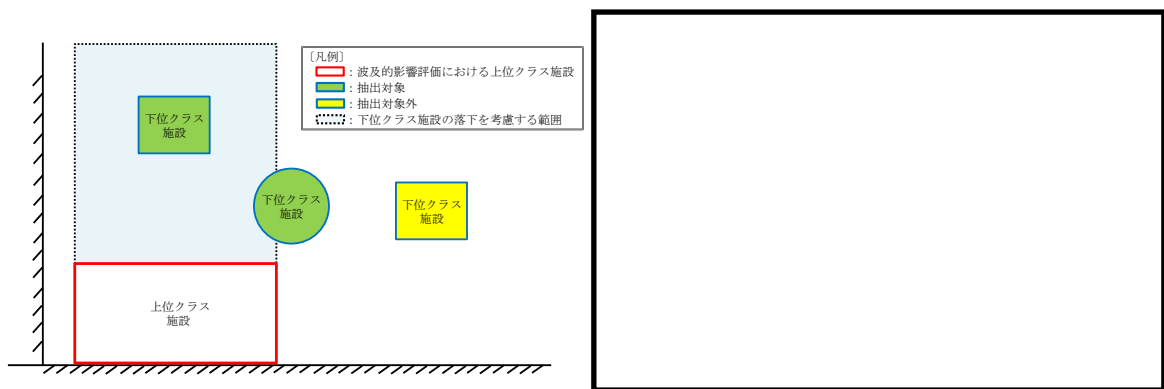 〔凡例〕
：波及的影響評価における上位クラス施設
：抽出対象
：抽出対象外
：下位クラス施設の落下を考慮する範囲
下位クラス
施設
下位クラス
施設
下位クラス
施設
上位クラス
施設